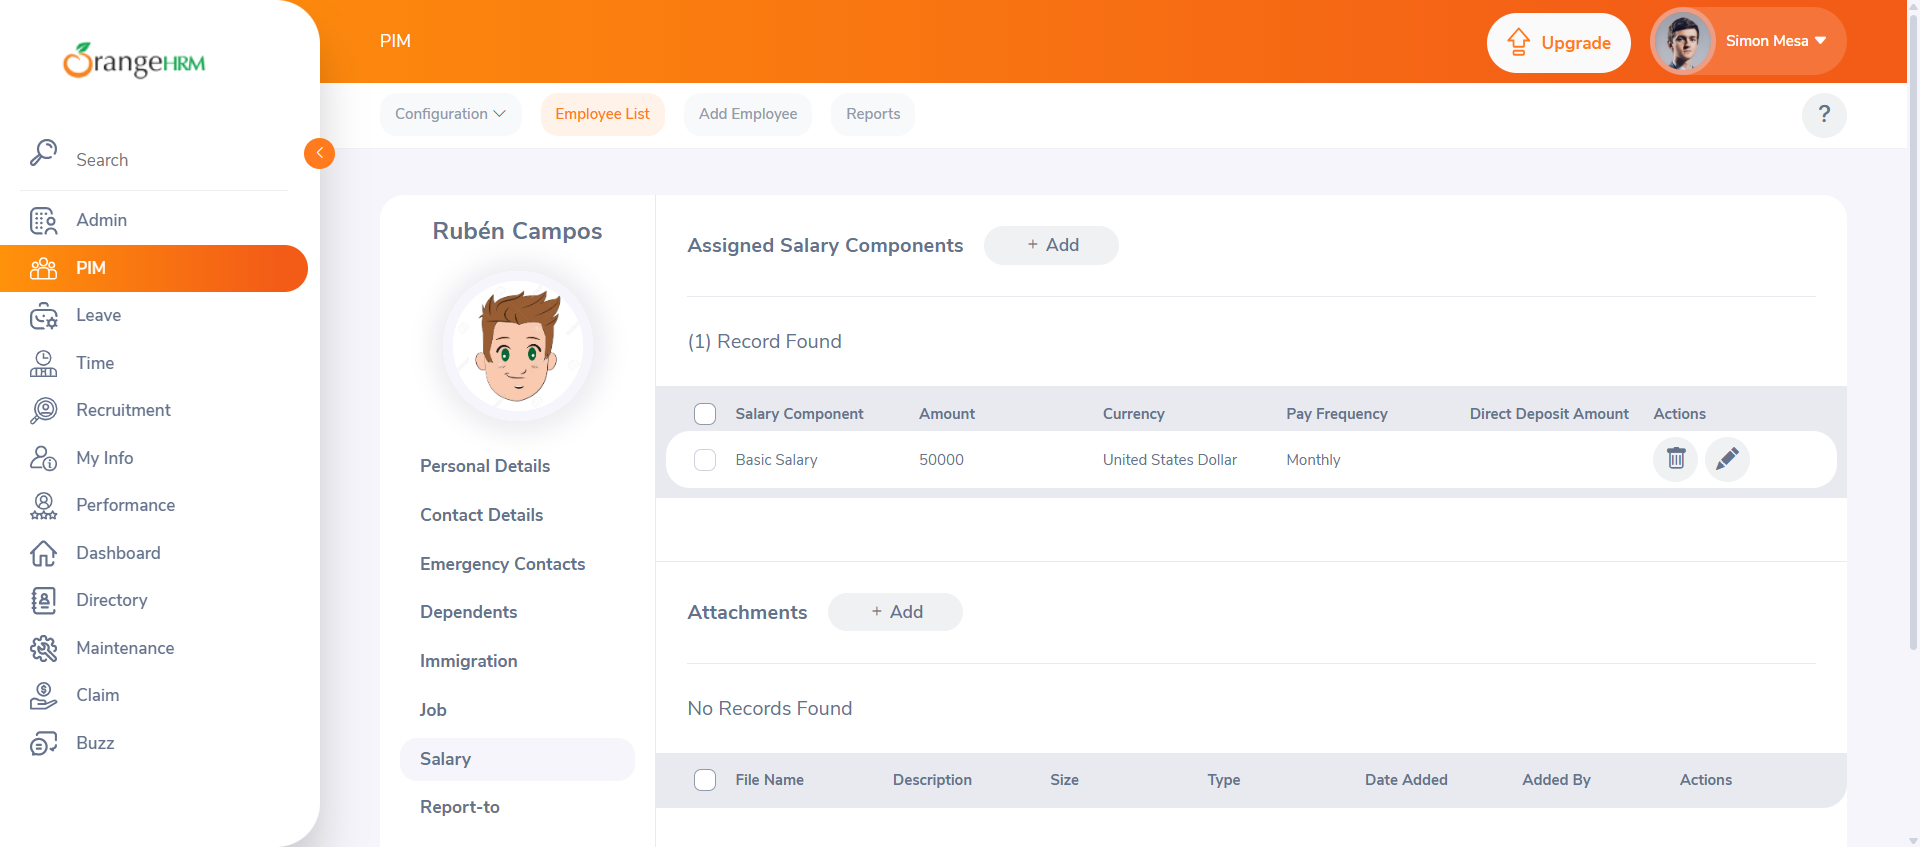 OrangeHRM
PIM
Upgrade
Simon Mesa
Configuration
Employee List
Add Employee
Reports
?
Search
Admin
PIM
Leave
Time
Recruitment
My Info
Performance
Dashboard
Directory
Maintenance
Claim
Buzz
Rubén Campos
Personal Details
Contact Details
Emergency Contacts
Dependents
Immigration
Job
Salary
Report-to
Assigned Salary Components
+ Add
(1) Record Found
Salary Component Amount Currency Pay Frequency Direct Deposit Amount Actions
Basic Salary 50000 United States Dollar Monthly
Attachments
+ Add
No Records Found
File Name Description Size Type Date Added Added By Actions